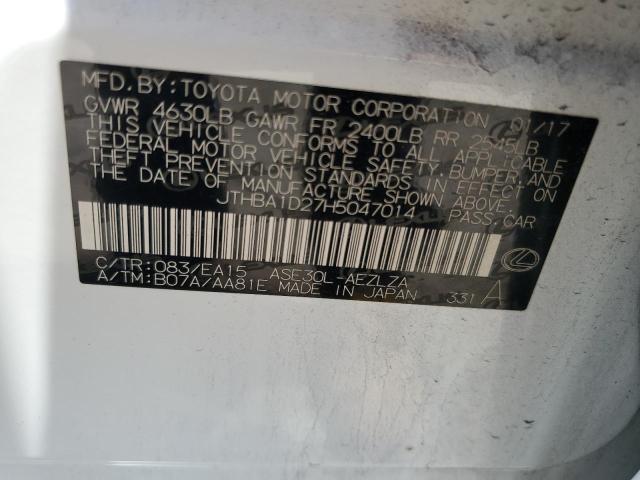 MFD. BY: TOYOTA MOTOR CORPORATION 01/17
GVWR 4630LB GAWR FR 2400LB RR 2545LB
THIS VEHICLE CONFORMS TO ALL APPLICABLE
FEDERAL MOTOR VEHICLE SAFETY, BUMPER, AND
THEFT PREVENTION STANDARDS IN EFFECT ON
THE DATE OF MANUFACTURE SHOWN ABOVE.
JTHBA1D27H5047014 PASS. CAR
C/TR: 083/EA15 ASE30L-AEZLZA
A/TM: B07A/AA81E MADE IN JAPAN 331 A